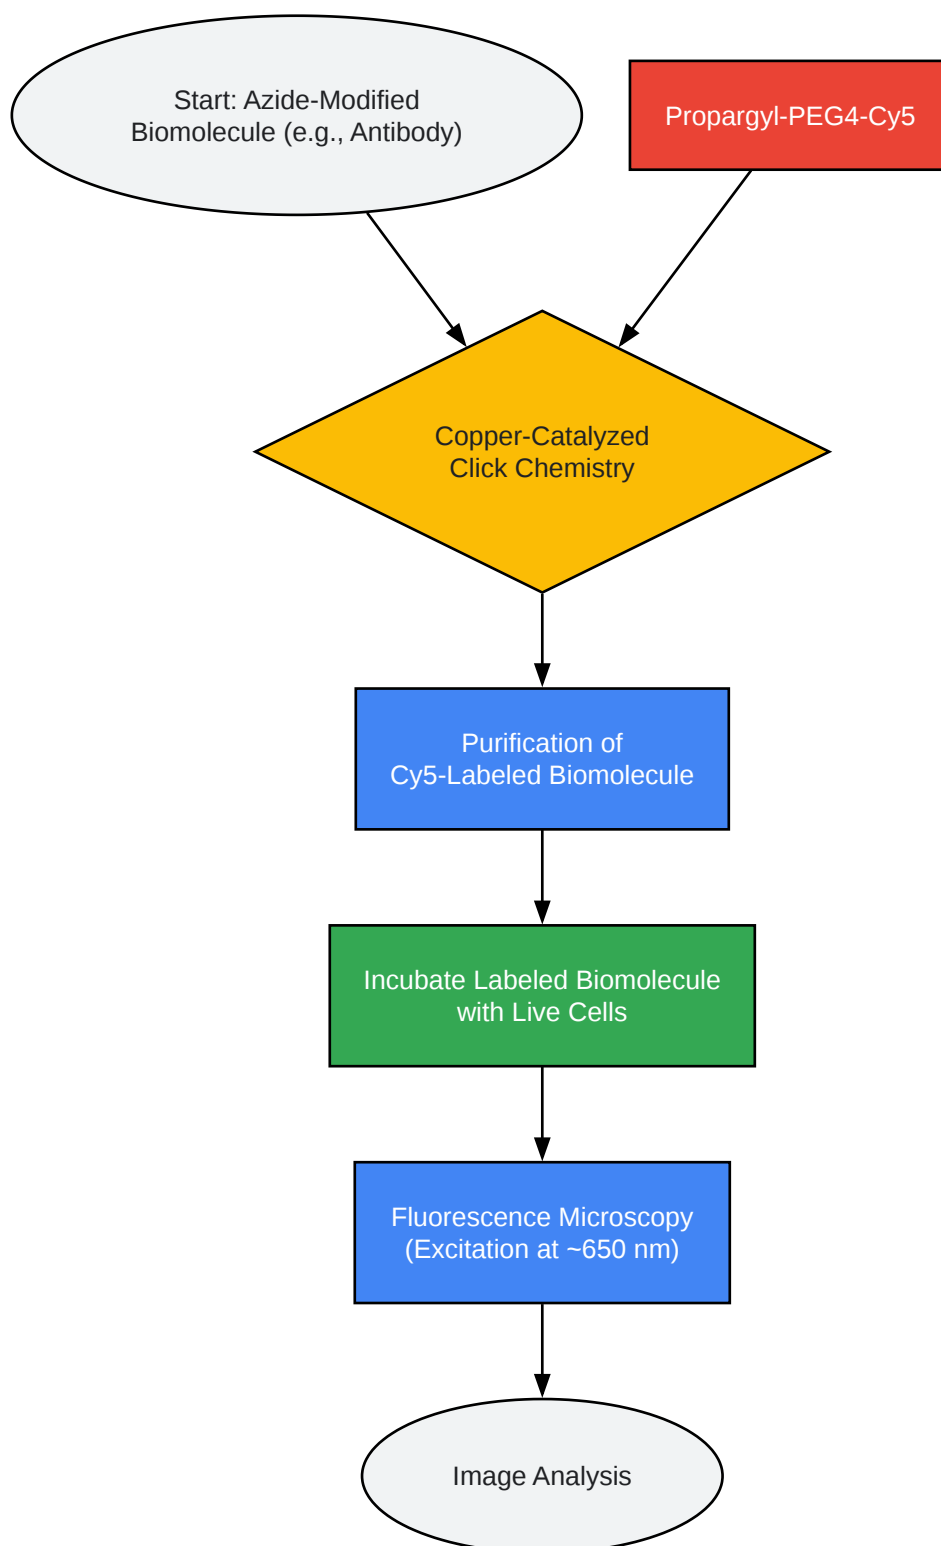 Start: Azide-Modified
Biomolecule (e.g., Antibody)
Propargyl-PEG4-Cy5
Copper-Catalyzed
Click Chemistry
Purification of
Cy5-Labeled Biomolecule
Incubate Labeled Biomolecule
with Live Cells
Fluorescence Microscopy
(Excitation at ~650 nm)
Image Analysis